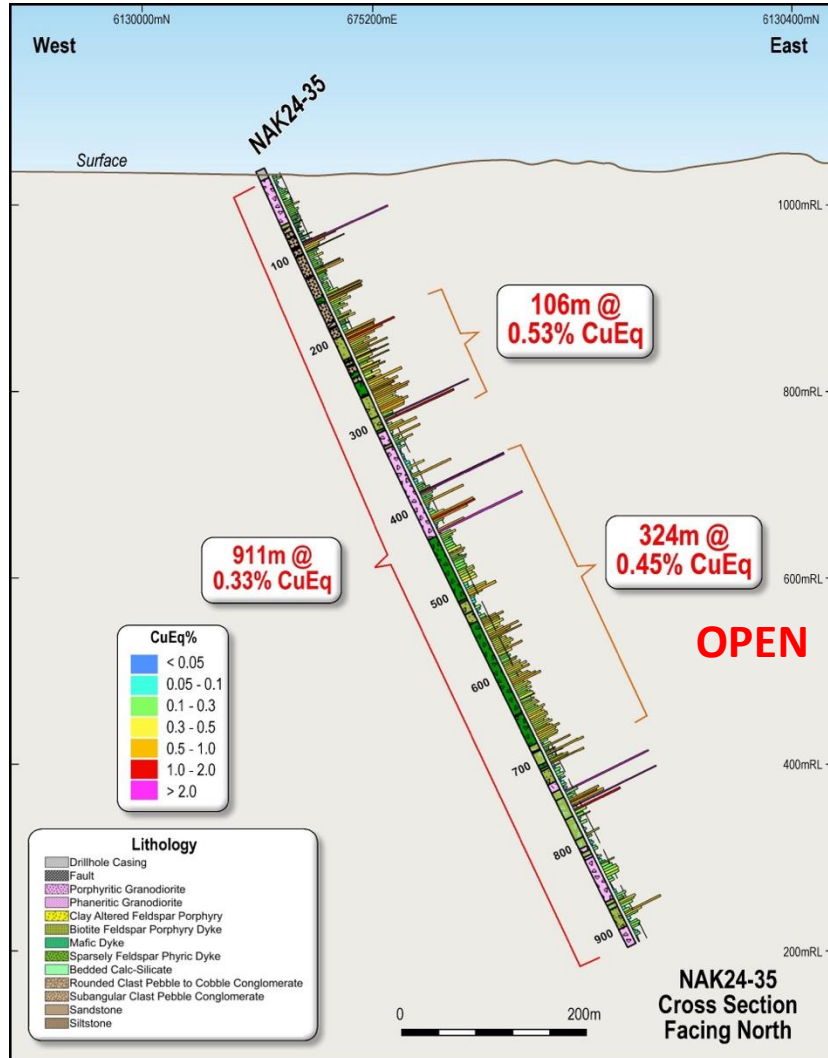 6130000mN
675200mE
6130400mN
West
East
NAK24-35
Surface
1000mRL
100
106m @
0.53% CuEq
200
800mRL
300
400
324m @
0.45% CuEq
911m @
0.33% CuEq
500
600mRL
OPEN
CuEq%
< 0.05
0.05 - 0.1
0.1 - 0.3
0.3 - 0.5
0.5 - 1.0
1.0 - 2.0
> 2.0
600
700
400mRL
800
900
200mRL
Lithology
Drillhole Casing
Fault
Porphyritic Granodiorite
Phaneritic Granodiorite
Clay Altered Feldspar Porphyry
Biotite Feldspar Porphyry Dyke
Mafic Dyke
Sparsely Feldspar Phyric Dyke
Bedded Calc-Silicate
Rounded Clast Pebble to Cobble Conglomerate
Subangular Clast Pebble Conglomerate
Sandstone
Siltstone
0
200m
NAK24-35
Cross Section
Facing North